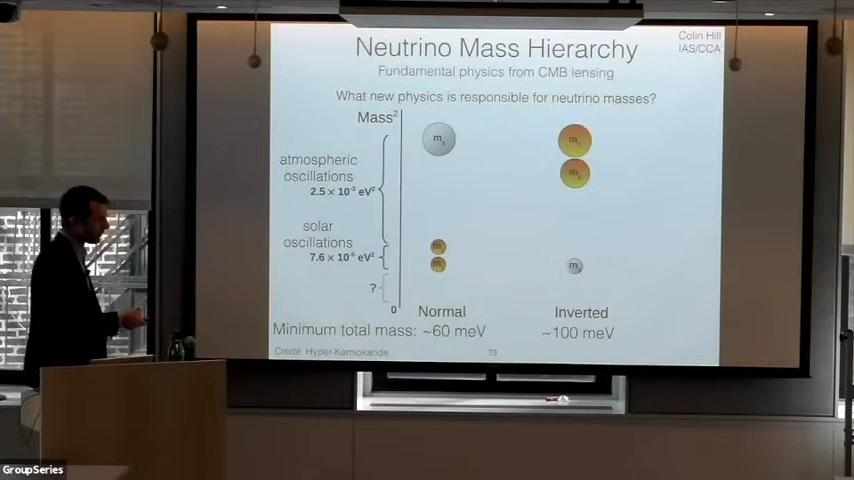 Colin Hill
IAS/CCA
Neutrino Mass Hierarchy
Fundamental physics from CMB lensing
What new physics is responsible for neutrino masses?
Mass²
atmospheric
oscillations
2.5 × 10⁻³ eV²
solar
oscillations
7.6 × 10⁻⁵ eV²
?
0
m₃
Normal
Inverted
Minimum total mass: ~60 meV
~100 meV
Credit: Hyper-Kamiokande
73
GroupSeries